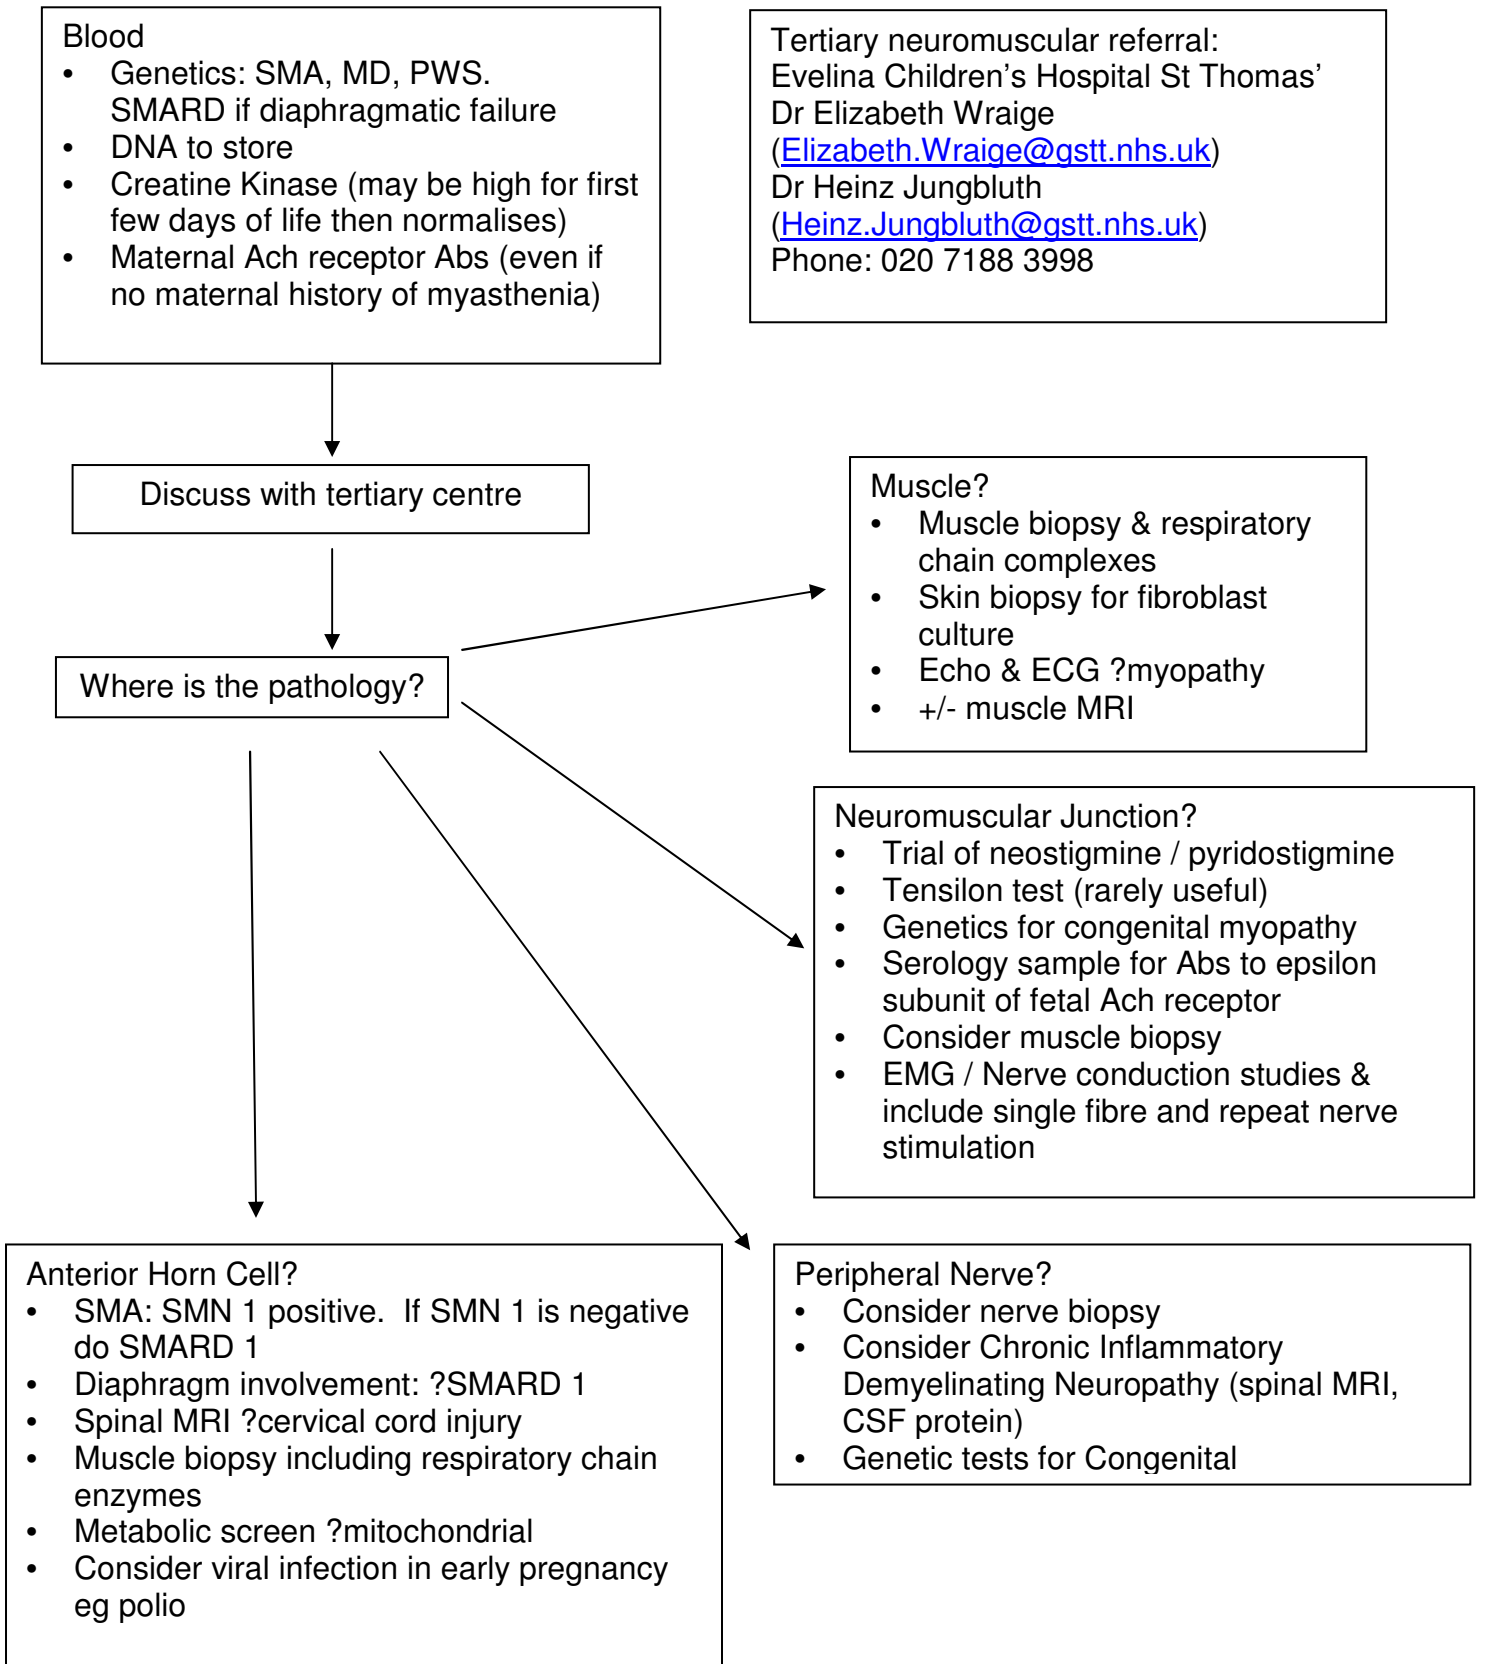 Blood
• Genetics: SMA, MD, PWS.
SMARD if diaphragmatic failure
• DNA to store
• Creatine Kinase (may be high for first
few days of life then normalises)
• Maternal Ach receptor Abs (even if
no maternal history of myasthenia)
Tertiary neuromuscular referral:
Evelina Children’s Hospital St Thomas’
Dr Elizabeth Wraige
(Elizabeth.Wraige@gstt.nhs.uk)
Dr Heinz Jungbluth
(Heinz.Jungbluth@gstt.nhs.uk)
Phone: 020 7188 3998
Discuss with tertiary centre
Where is the pathology?
Muscle?
• Muscle biopsy & respiratory
chain complexes
• Skin biopsy for fibroblast
culture
• Echo & ECG ?myopathy
• +/- muscle MRI
Neuromuscular Junction?
• Trial of neostigmine / pyridostigmine
• Tensilon test (rarely useful)
• Genetics for congenital myopathy
• Serology sample for Abs to epsilon
subunit of fetal Ach receptor
• Consider muscle biopsy
• EMG / Nerve conduction studies &
include single fibre and repeat nerve
stimulation
Anterior Horn Cell?
• SMA: SMN 1 positive. If SMN 1 is negative
do SMARD 1
• Diaphragm involvement: ?SMARD 1
• Spinal MRI ?cervical cord injury
• Muscle biopsy including respiratory chain
enzymes
• Metabolic screen ?mitochondrial
• Consider viral infection in early pregnancy
eg polio
Peripheral Nerve?
• Consider nerve biopsy
• Consider Chronic Inflammatory
Demyelinating Neuropathy (spinal MRI,
CSF protein)
• Genetic tests for Congenital